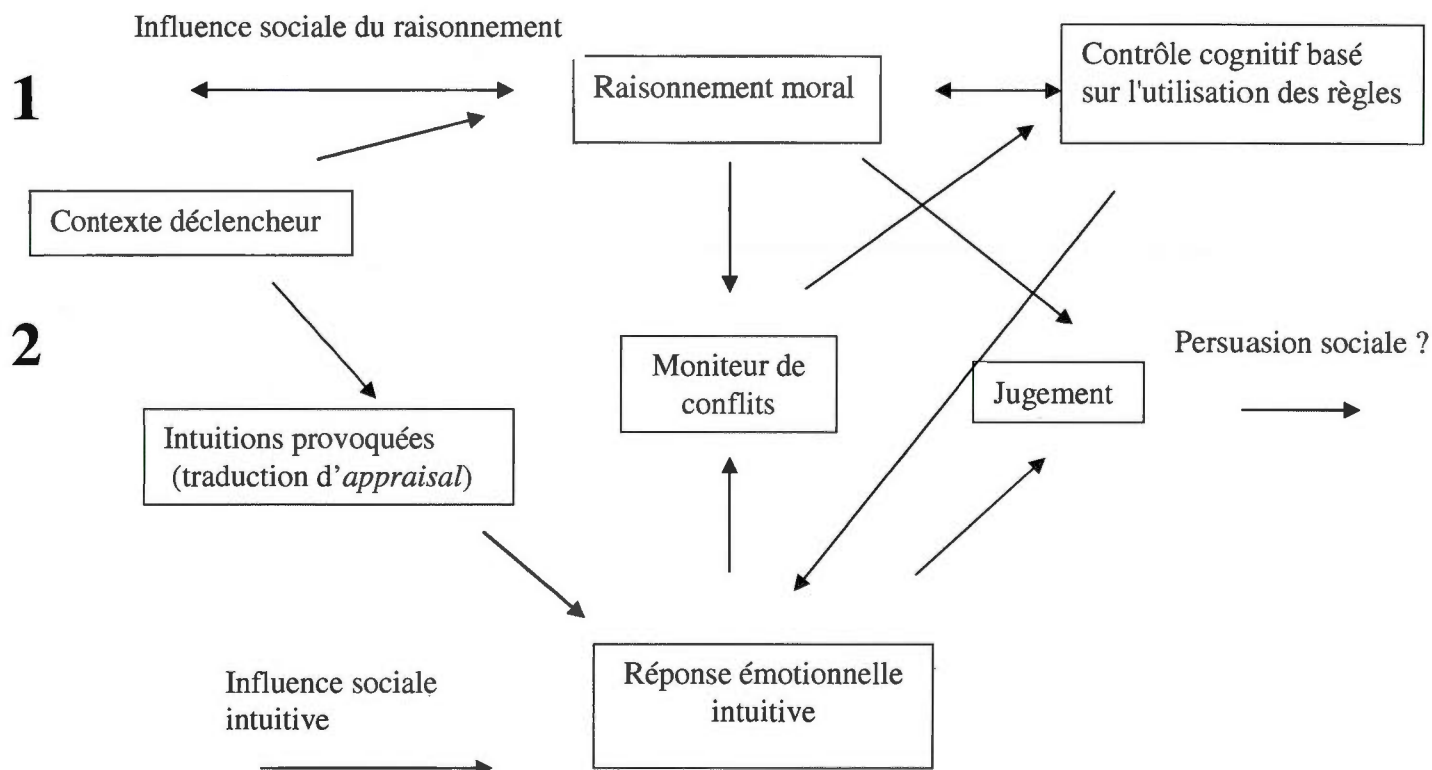 Influence sociale du raisonnement
1
Raisonnement moral
Contrôle cognitif basé
sur l'utilisation des règles
Contexte déclencheur
2
Moniteur de
conflits
Persuasion sociale ?
Jugement
Intuitions provoquées
(traduction d'appraisal)
Influence sociale
intuitive
Réponse émotionnelle
intuitive